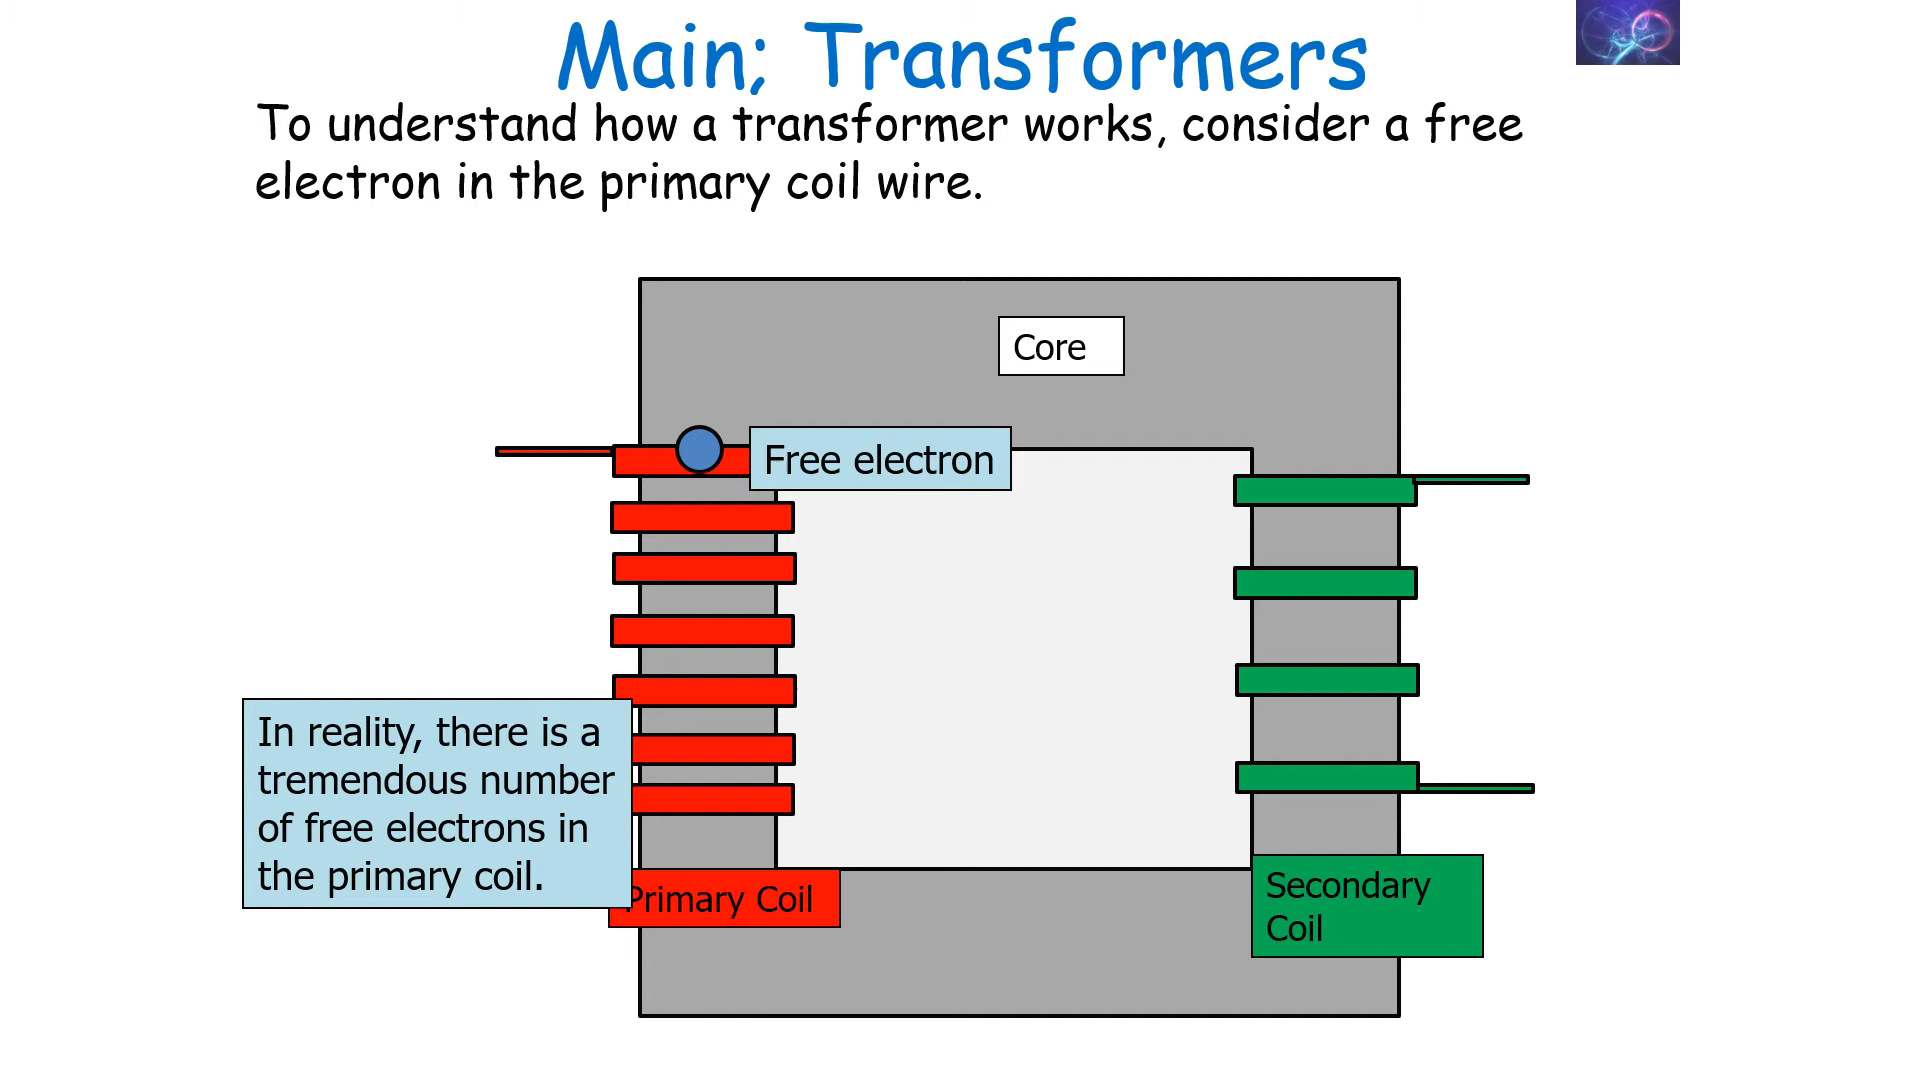 Main; Transformers
To understand how a transformer works, consider a free
electron in the primary coil wire.
Core
Free electron
In reality, there is a
tremendous number
of free electrons in
the primary coil.
Primary Coil
Secondary
Coil